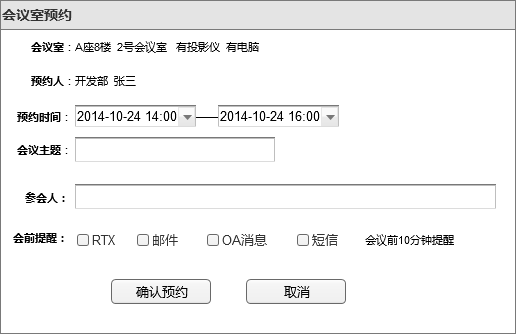 会议室预约
会议室：A座8楼 2号会议室 有投影仪 有电脑
预约人：开发部 张三
预约时间：2014-10-24 14:00——2014-10-24 16:00
会议主题：
参会人：
会前提醒： RTX 邮件 OA消息 短信 会议前10分钟提醒
确认预约 取消